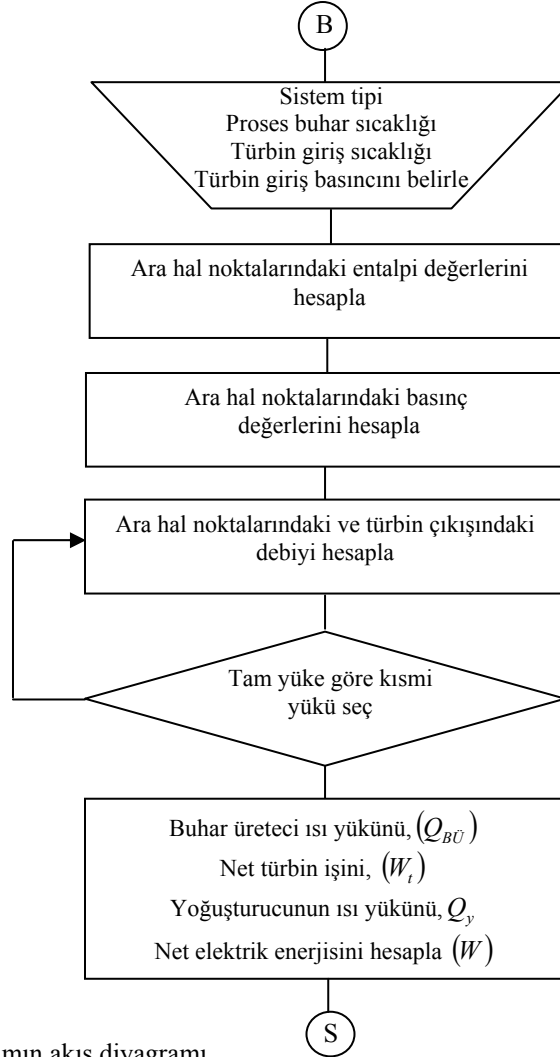 B
Sistem tipi
Proses buhar sıcaklığı
Türbin giriş sıcaklığı
Türbin giriş basıncını belirle
Ara hal noktalarındaki entalpi değerlerini
hesapla
Ara hal noktalarındaki basınç
değerlerini hesapla
Ara hal noktalarındaki ve türbin çıkışındaki
debiyi hesapla
Tam yüke göre kısmi
yükü seç
Buhar üreteci ısı yükünü, (Q_BÜ)
Net türbin işini, (W_t)
Yoğuşturucunun ısı yükünü, Q_y
Net elektrik enerjisini hesapla (W)
S
akış diyagramı